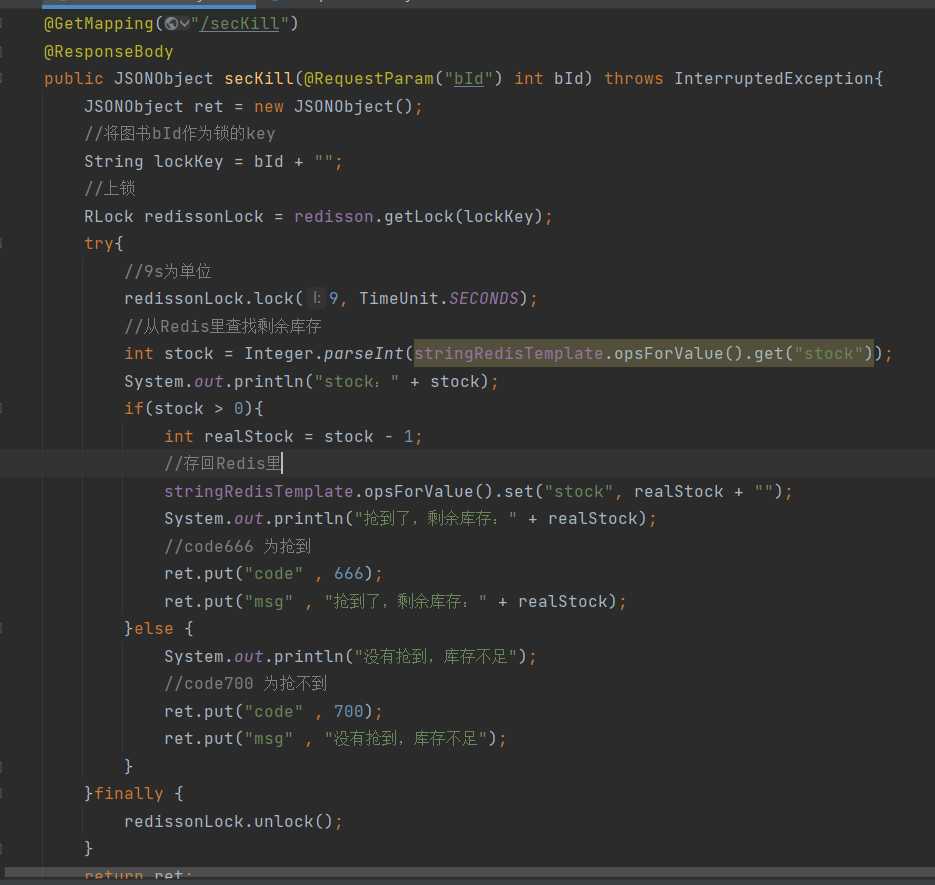 @GetMapping("/secKill")
@ResponseBody
public JSONObject secKill(@RequestParam("bId") int bId) throws InterruptedException{
JSONObject ret = new JSONObject();
//将图书bId作为锁的key
String lockKey = bId + "";
//上锁
RLock redissonLock = redisson.getLock(lockKey);
try{
//9s为单位
redissonLock.lock( l: 9, TimeUnit.SECONDS);
//从Redis里查找剩余库存
int stock = Integer.parseInt(stringRedisTemplate.opsForValue().get("stock"));
System.out.println("stock：" + stock);
if(stock > 0){
int realStock = stock - 1;
//存回Redis里
stringRedisTemplate.opsForValue().set("stock", realStock + "");
System.out.println("抢到了，剩余库存：" + realStock);
//code666 为抢到
ret.put("code" , 666);
ret.put("msg" , "抢到了，剩余库存：" + realStock);
}else {
System.out.println("没有抢到，库存不足");
//code700 为抢不到
ret.put("code" , 700);
ret.put("msg" , "没有抢到，库存不足");
}
}finally {
redissonLock.unlock();
}
return ret;